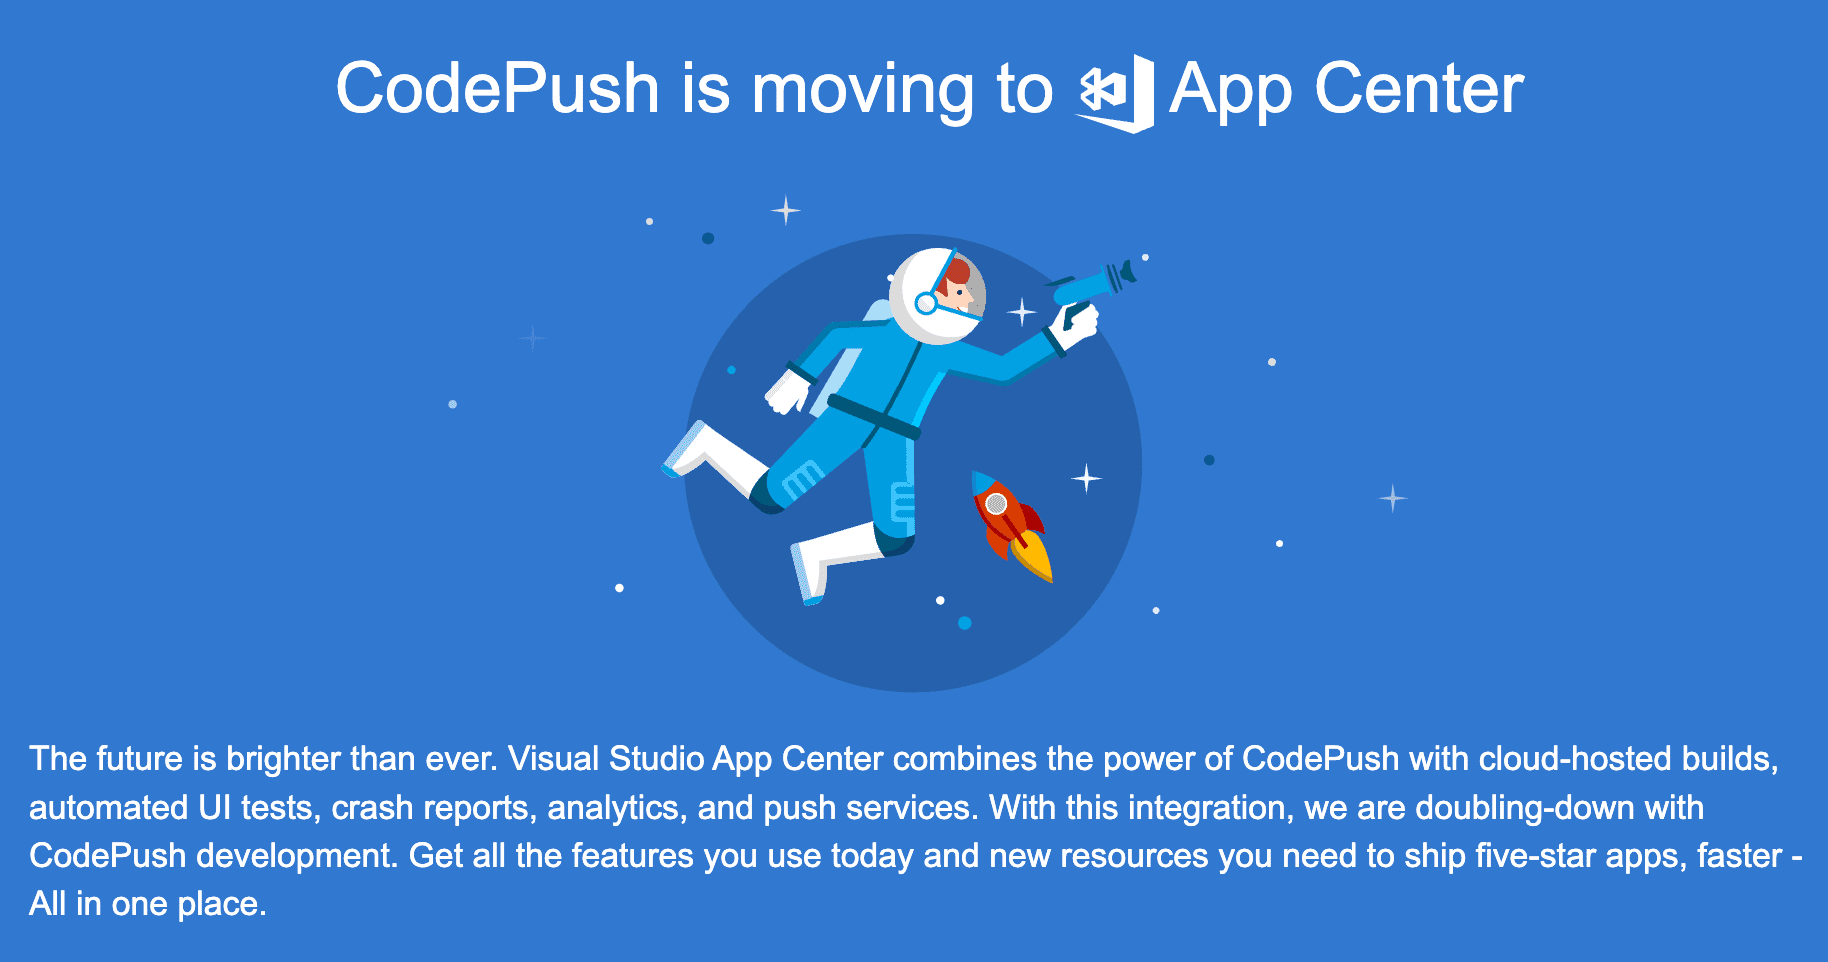 CodePush is moving to App Center
The future is brighter than ever. Visual Studio App Center combines the power of CodePush with cloud-hosted builds,
automated UI tests, crash reports, analytics, and push services. With this integration, we are doubling-down with
CodePush development. Get all the features you use today and new resources you need to ship five-star apps, faster -
All in one place.